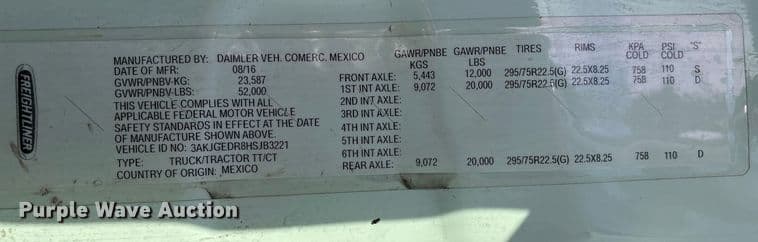 FREIGHTLINER
MANUFACTURED BY: DAIMLER VEH. COMERC. MEXICO
DATE OF MFR: 08/16
GVWR/PNBV-KG: 23,587
GVWR/PNBV-LBS: 52,000
THIS VEHICLE COMPLIES WITH ALL
APPLICABLE FEDERAL MOTOR VEHICLE
SAFETY STANDARDS IN EFFECT AT THE DATE
OF MANUFACTURE SHOWN ABOVE.
VEHICLE ID NO: 3AKJGEDR8HSJB3221
TYPE: TRUCK/TRACTOR TT/CT
COUNTRY OF ORIGIN: MEXICO
GAWR/PNBE GAWR/PNBE TIRES RIMS KPA PSI "S"
KGS LBS COLD COLD
FRONT AXLE: 5,443 12,000 295/75R22.5(G) 22.5X8.25 758 110 S
1ST INT AXLE: 9,072 20,000 295/75R22.5(G) 22.5X8.25 758 110 D
2ND INT AXLE:
3RD INT AXLE:
4TH INT AXLE:
5TH INT AXLE:
6TH INT AXLE:
REAR AXLE: 9,072 20,000 295/75R22.5(G) 22.5X8.25 758 110 D
Purple Wave Auction